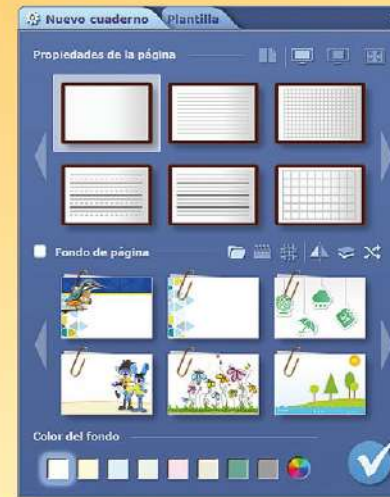 Nuevo cuaderno Plantilla
Propiedades de la página
Fondo de página
Color del fondo